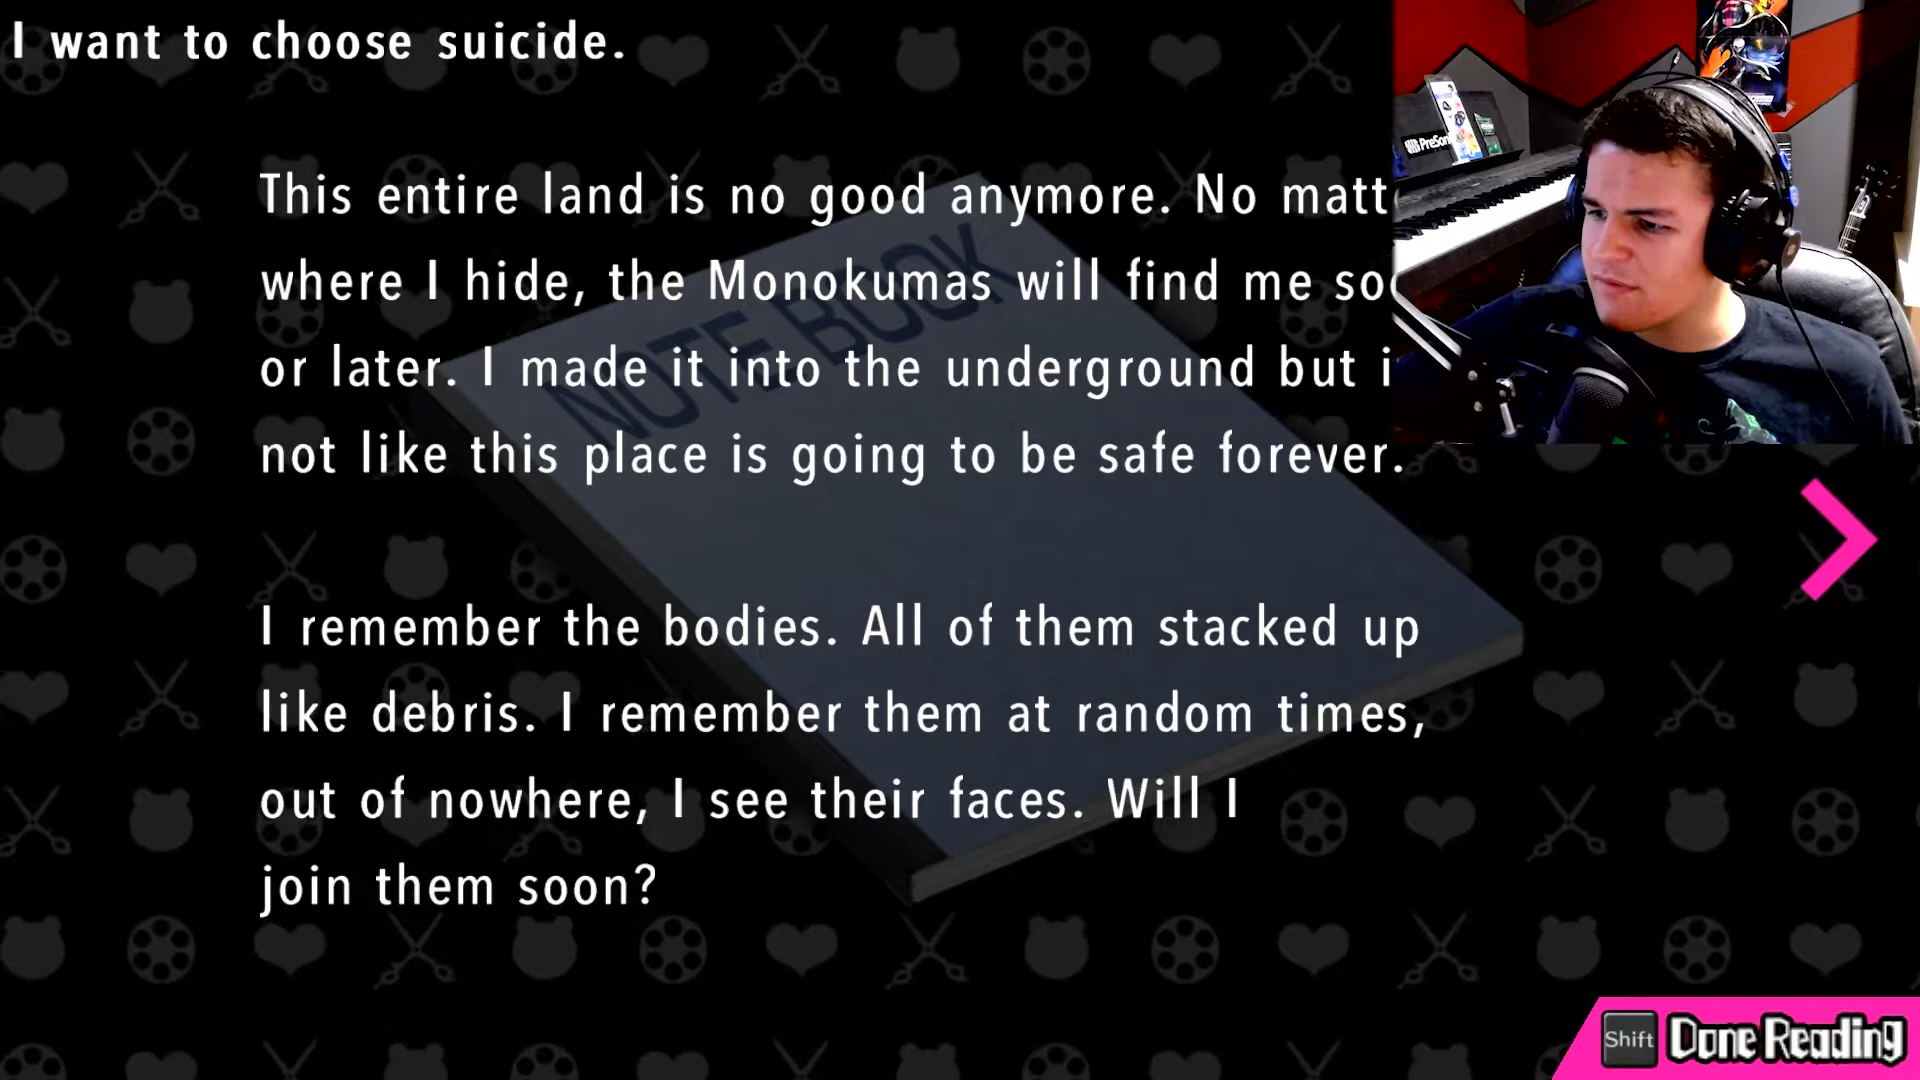 I want to choose suicide.
This entire land is no good anymore. No
where I hide, the Monokumas will find me
or later. I made it into the underground but
not like this place is going to be safe forever.
I remember the bodies. All of them stacked up
like debris. I remember them at random times,
out of nowhere, I see their faces. Will I
join them soon?
NOTE BOOK
Shift Done Reading